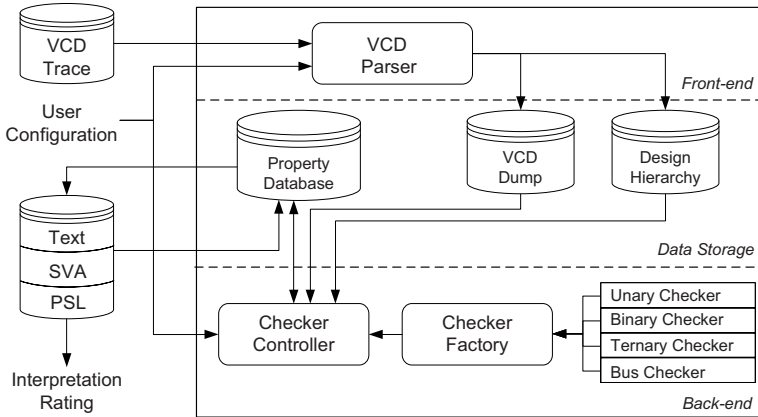 VCD
Trace
VCD
Parser
Front-end
User
Configuration
Property
Database
VCD
Dump
Design
Hierarchy
Text
SVA
PSL
Data Storage
Checker
Controller
Checker
Factory
Unary Checker
Binary Checker
Ternary Checker
Bus Checker
Interpretation
Rating
Back-end